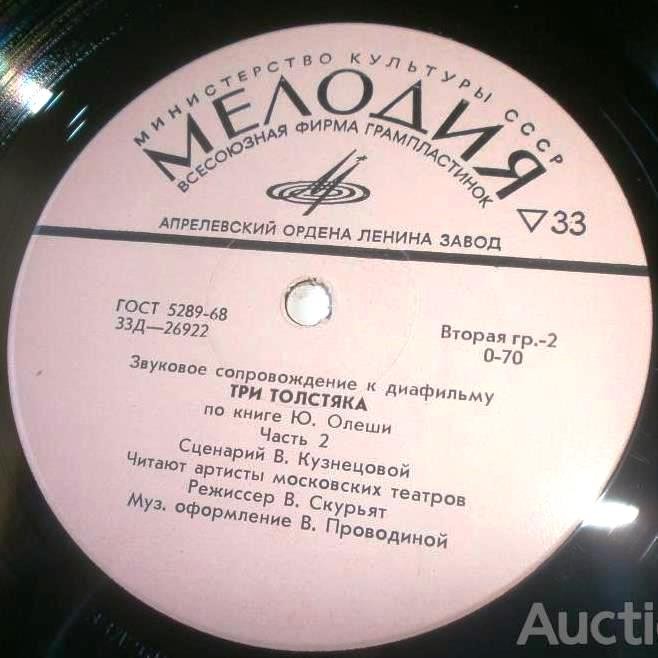 МИНИСТЕРСТВО КУЛЬТУРЫ СССР
МЕЛОДИЯ
ВСЕСОЮЗНАЯ ФИРМА ГРАМПЛАСТИНОК
▽33
АПРЕЛЕВСКИЙ ОРДЕНА ЛЕНИНА ЗАВОД
ГОСТ 5289-68
33Д—26922
Вторая гр.-2
0-70
Звуковое сопровождение к диафильму
ТРИ ТОЛСТЯКА
по книге Ю. Олеши
Часть 2
Сценарий В. Кузнецовой
Читают артисты московских театров
Режиссер В. Скурьят
Муз. оформление В. Проводиной
Auctio